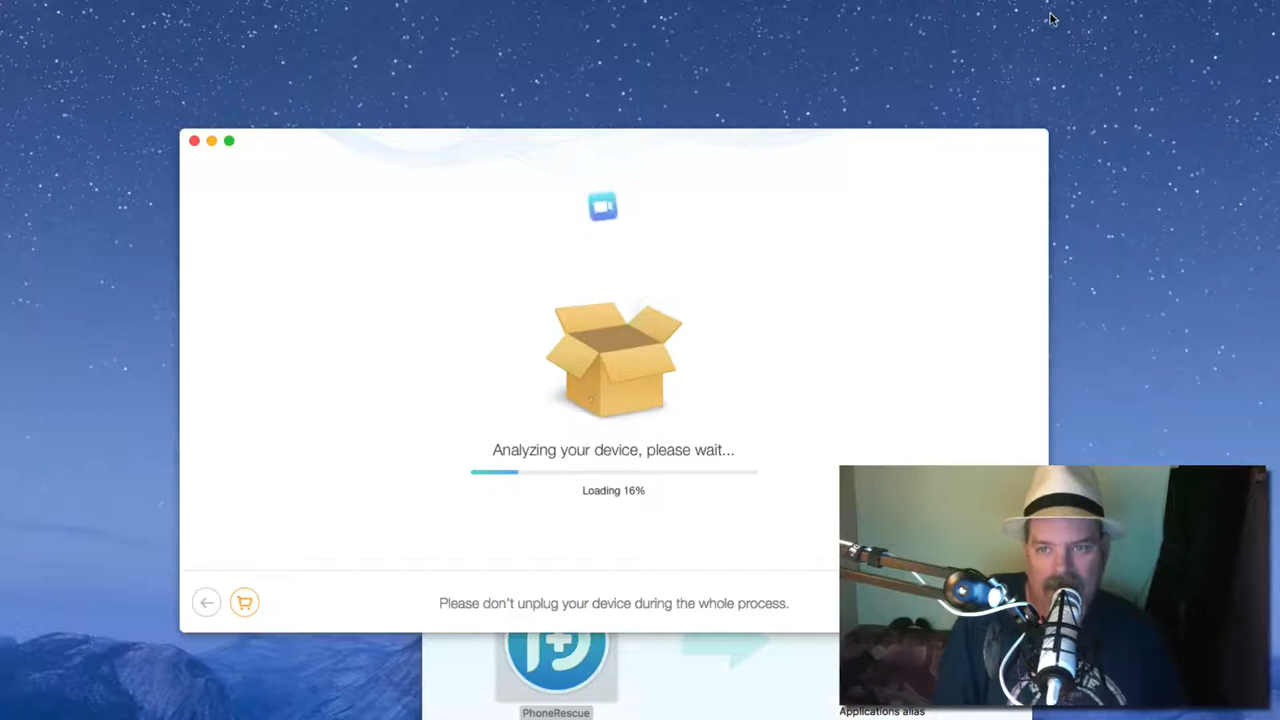 Analyzing your device, please wait...
Loading 16%
Please don't unplug your device during the whole process.
PhoneRescue
Applications alias